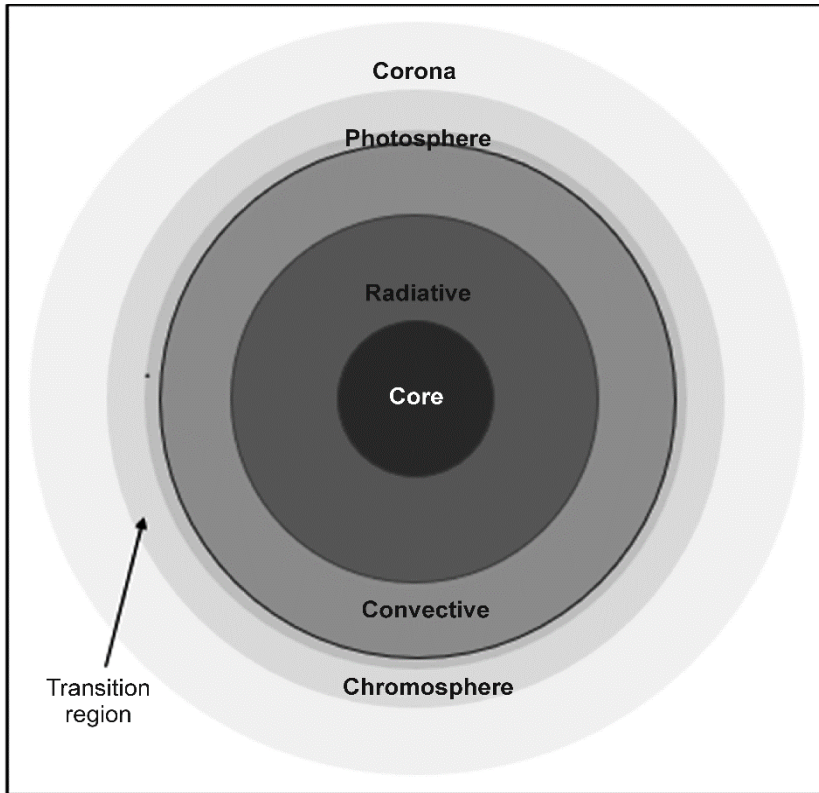 Corona
Photosphere
Radiative
Core
Convective
Chromosphere
Transition
region